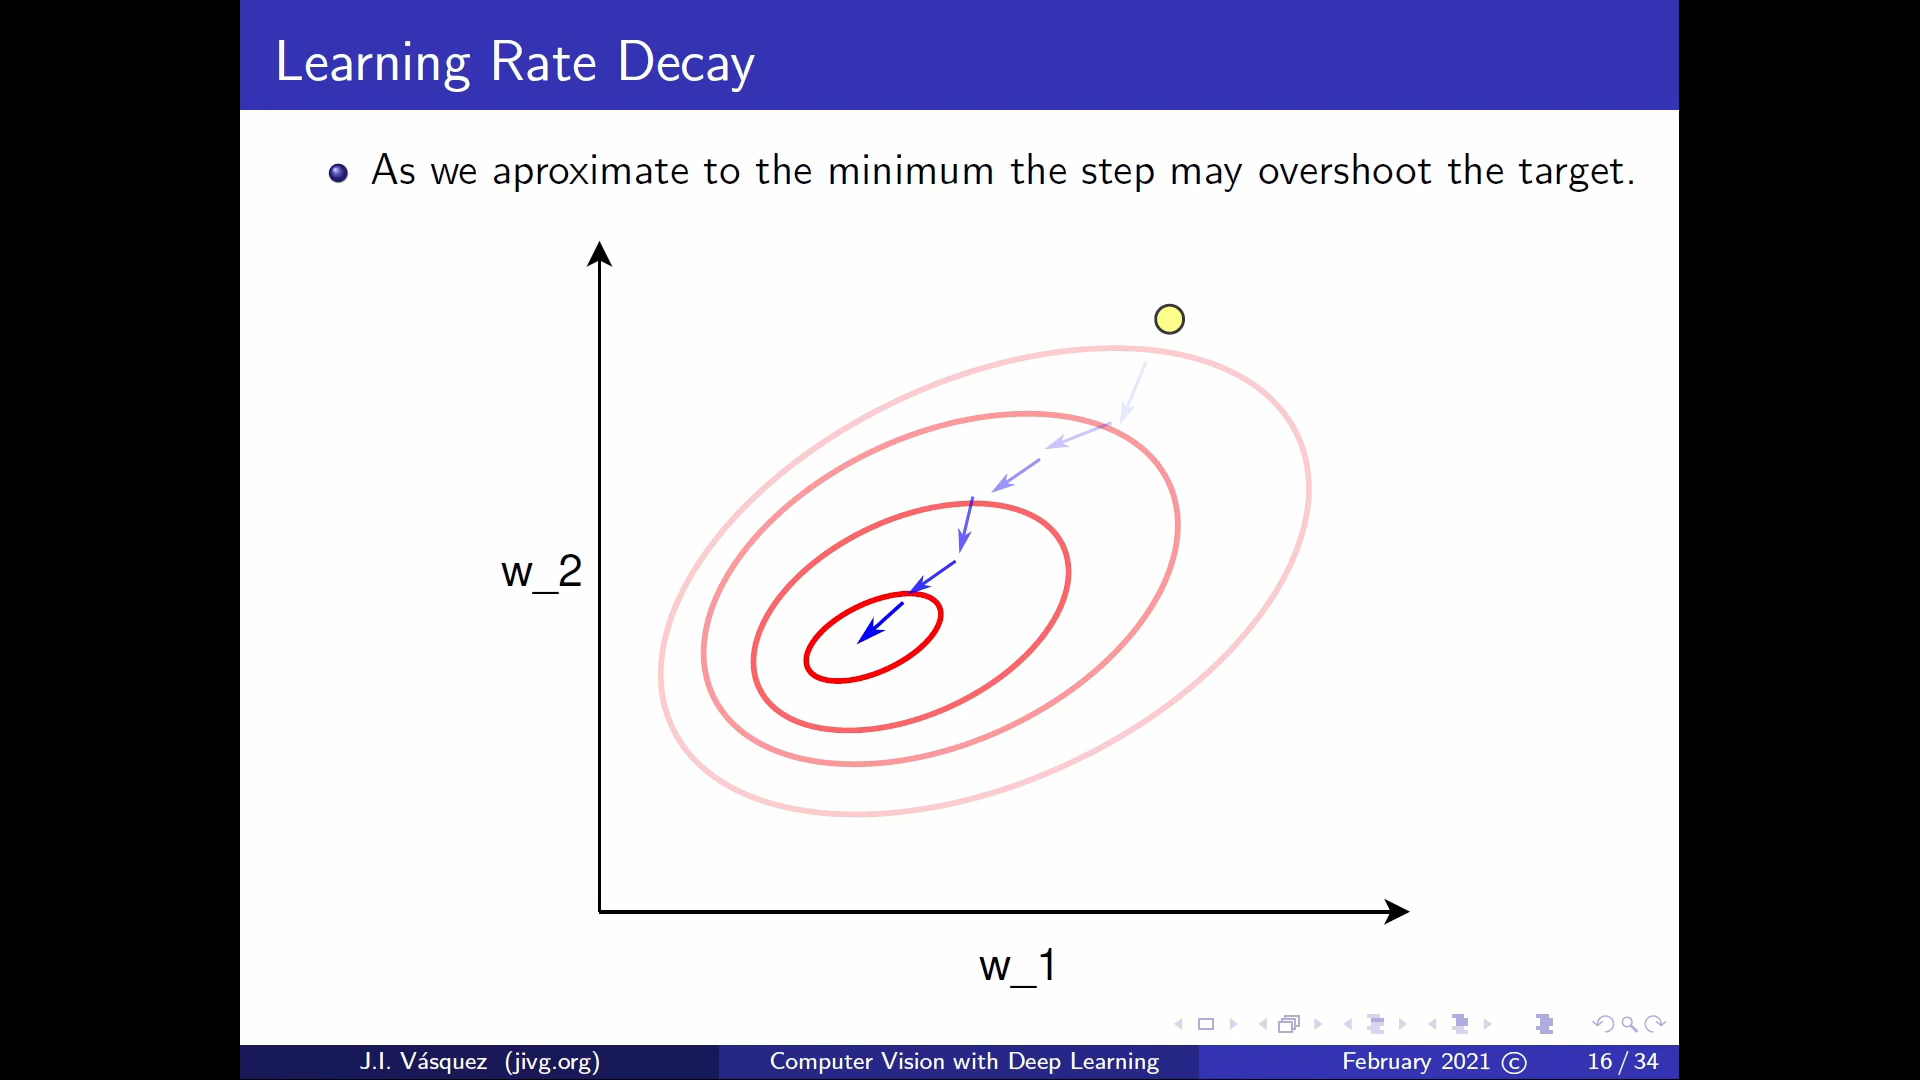 Learning Rate Decay
As we aproximate to the minimum the step may overshoot the target.
w_2
w_1
J.I. Vásquez (jivg.org) Computer Vision with Deep Learning February 2021 © 16 / 34